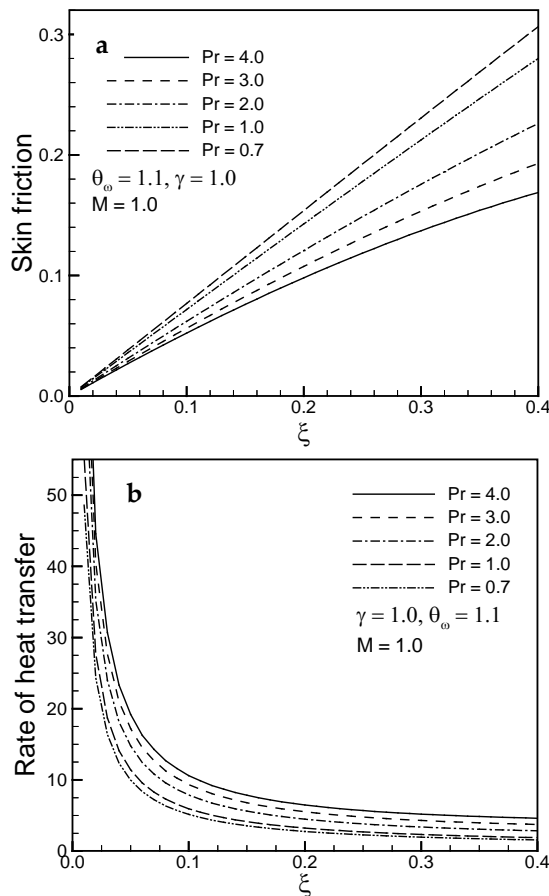 a
Pr = 4.0
Pr = 3.0
Pr = 2.0
Pr = 1.0
Pr = 0.7
θω = 1.1, γ = 1.0
M = 1.0
Skin friction
0.3
0.2
0.1
0.0
0 0.1 0.2 0.3 0.4
ξ
b
Pr = 4.0
Pr = 3.0
Pr = 2.0
Pr = 1.0
Pr = 0.7
γ = 1.0, θω = 1.1
M = 1.0
Rate of heat transfer
50
40
30
20
10
0
0.0 0.1 0.2 0.3 0.4
ξ